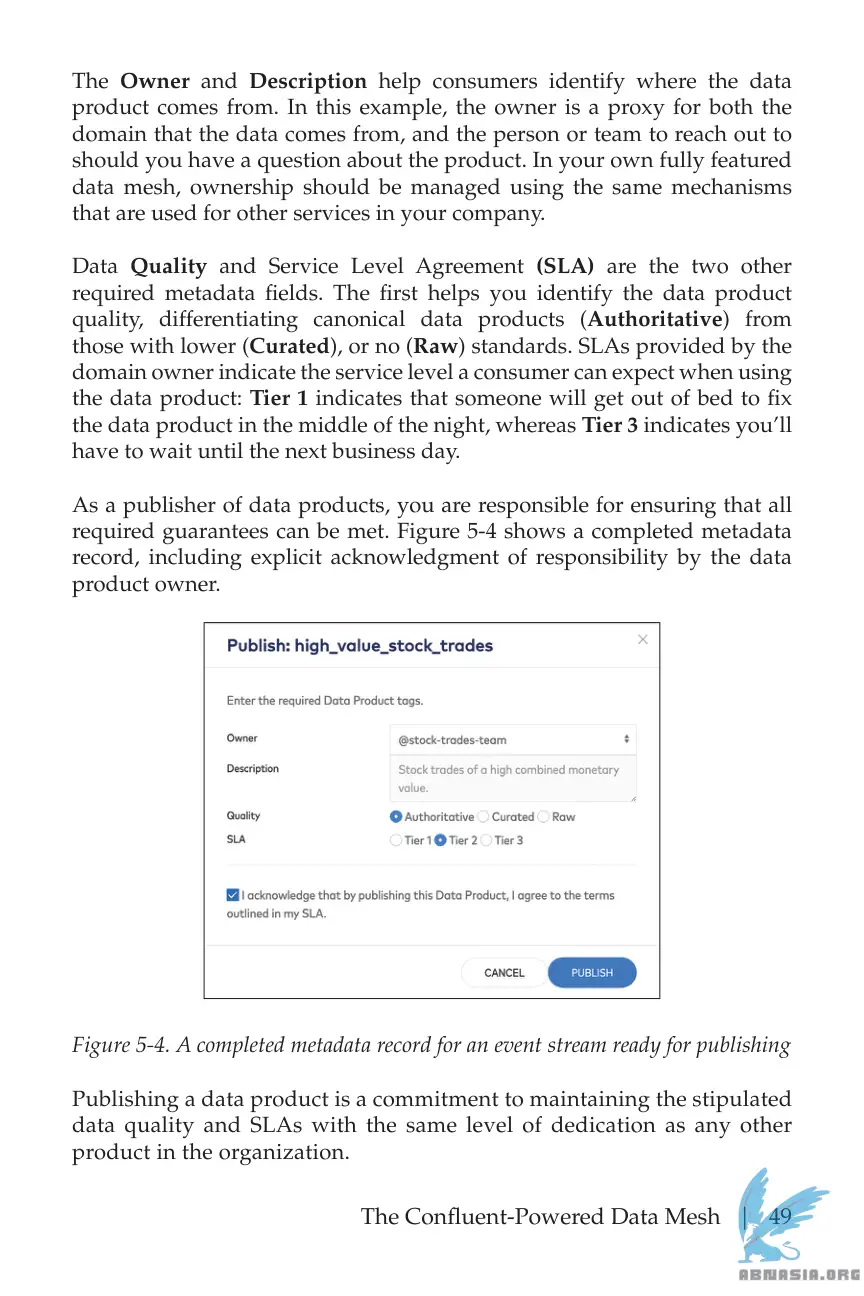 The Owner and Description help consumers identify where the data
product comes from. In this example, the owner is a proxy for both the
domain that the data comes from, and the person or team to reach out to
should you have a question about the product. In your own fully featured
data mesh, ownership should be managed using the same mechanisms
that are used for other services in your company.
Data Quality and Service Level Agreement (SLA) are the two other
required metadata fields. The first helps you identify the data product
quality, differentiating canonical data products (Authoritative) from
those with lower (Curated), or no (Raw) standards. SLAs provided by the
domain owner indicate the service level a consumer can expect when using
the data product: Tier 1 indicates that someone will get out of bed to fix
the data product in the middle of the night, whereas Tier 3 indicates you’ll
have to wait until the next business day.
As a publisher of data products, you are responsible for ensuring that all
required guarantees can be met. Figure 5-4 shows a completed metadata
record, including explicit acknowledgment of responsibility by the data
product owner.
Publish: high_value_stock_trades
Enter the required Data Product tags.
Owner @stock-trades-team
Description Stock trades of a high combined monetary
value.
Quality Authoritative Curated Raw
SLA Tier 1 Tier 2 Tier 3
I acknowledge that by publishing this Data Product, I agree to the terms
outlined in my SLA.
CANCEL PUBLISH
Figure 5-4. A completed metadata record for an event stream ready for publishing
Publishing a data product is a commitment to maintaining the stipulated
data quality and SLAs with the same level of dedication as any other
product in the organization.
The Confluent-Powered Data Mesh | 49
ABNASIA.ORG